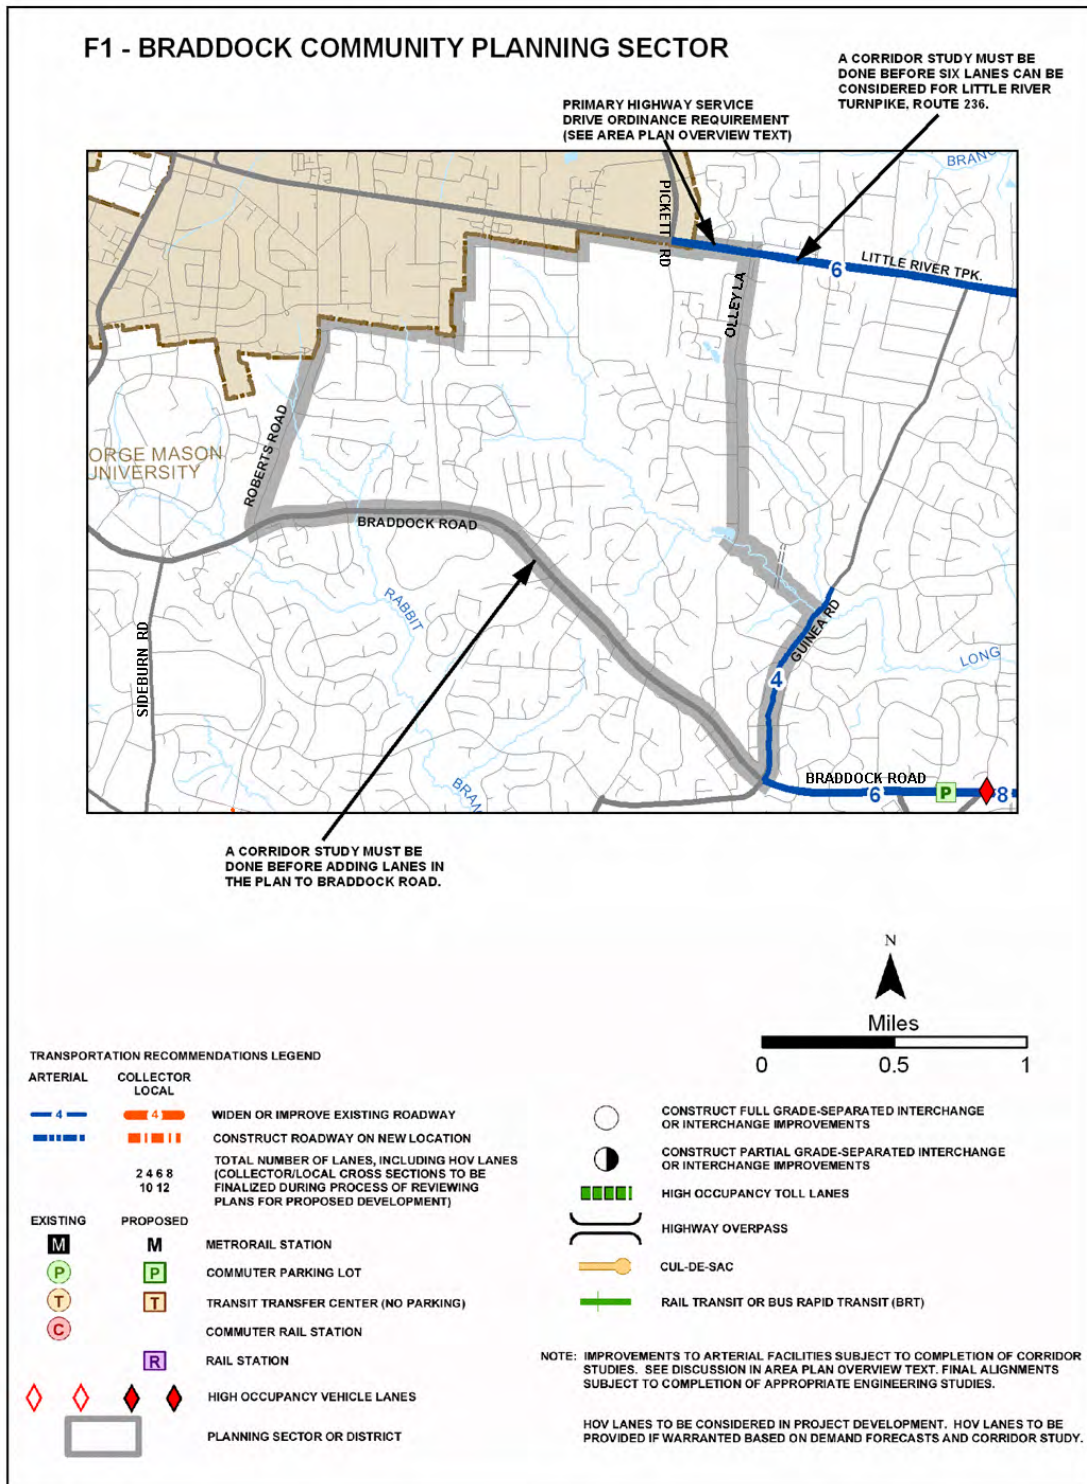 F1 - BRADDOCK COMMUNITY PLANNING SECTOR
A CORRIDOR STUDY MUST BE
DONE BEFORE SIX LANES CAN BE
CONSIDERED FOR LITTLE RIVER
TURNPIKE, ROUTE 236.
PRIMARY HIGHWAY SERVICE
DRIVE ORDINANCE REQUIREMENT
(SEE AREA PLAN OVERVIEW TEXT)
BRANC
PICKETT RD
LITTLE RIVER TPK.
6
OLLEY LA
ROBERTS ROAD
ORGE MASON
UNIVERSITY
BRADDOCK ROAD
RABBIT
GUINEA RD
LONG
SIDEBURN RD
4
BRAN
BRADDOCK ROAD
6
P
8
A CORRIDOR STUDY MUST BE
DONE BEFORE ADDING LANES IN
THE PLAN TO BRADDOCK ROAD.
N
Miles
0 0.5 1
TRANSPORTATION RECOMMENDATIONS LEGEND
ARTERIAL COLLECTOR
LOCAL
4 4 WIDEN OR IMPROVE EXISTING ROADWAY
CONSTRUCT ROADWAY ON NEW LOCATION
2 4 6 8
10 12
TOTAL NUMBER OF LANES, INCLUDING HOV LANES
(COLLECTOR/LOCAL CROSS SECTIONS TO BE
FINALIZED DURING PROCESS OF REVIEWING
PLANS FOR PROPOSED DEVELOPMENT)
EXISTING PROPOSED
M M METRORAIL STATION
P P COMMUTER PARKING LOT
T T TRANSIT TRANSFER CENTER (NO PARKING)
C COMMUTER RAIL STATION
R RAIL STATION
HIGH OCCUPANCY VEHICLE LANES
PLANNING SECTOR OR DISTRICT
CONSTRUCT FULL GRADE-SEPARATED INTERCHANGE
OR INTERCHANGE IMPROVEMENTS
CONSTRUCT PARTIAL GRADE-SEPARATED INTERCHANGE
OR INTERCHANGE IMPROVEMENTS
HIGH OCCUPANCY TOLL LANES
HIGHWAY OVERPASS
CUL-DE-SAC
RAIL TRANSIT OR BUS RAPID TRANSIT (BRT)
NOTE: IMPROVEMENTS TO ARTERIAL FACILITIES SUBJECT TO COMPLETION OF CORRIDOR
STUDIES. SEE DISCUSSION IN AREA PLAN OVERVIEW TEXT. FINAL ALIGNMENTS
SUBJECT TO COMPLETION OF APPROPRIATE ENGINEERING STUDIES.
HOV LANES TO BE CONSIDERED IN PROJECT DEVELOPMENT. HOV LANES TO BE
PROVIDED IF WARRANTED BASED ON DEMAND FORECASTS AND CORRIDOR STUDY.